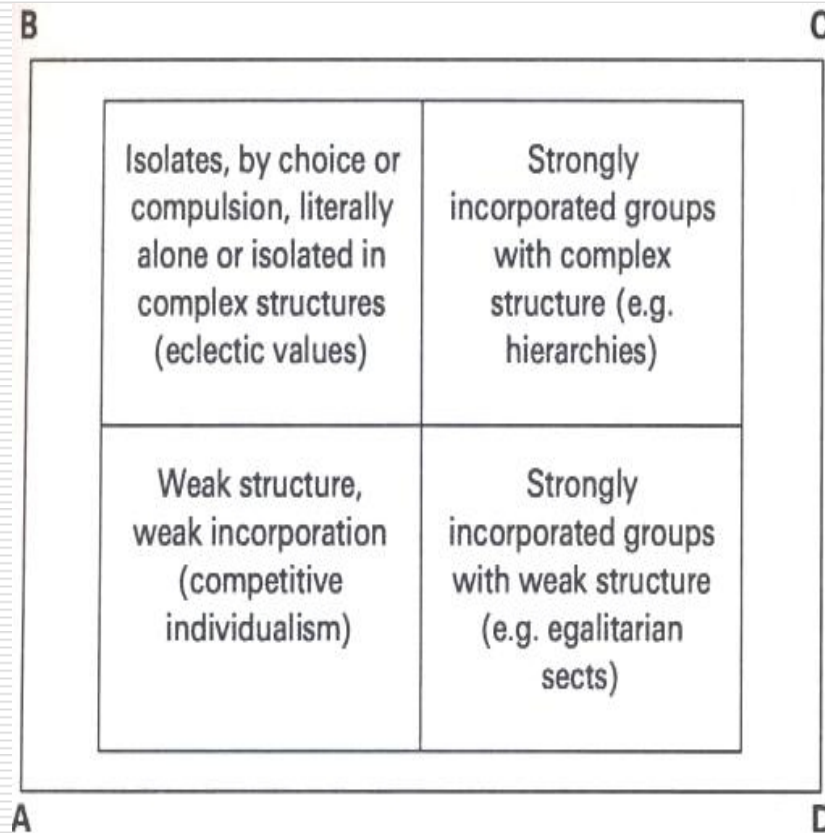 B
C
Isolates, by choice or
compulsion, literally
alone or isolated in
complex structures
(eclectic values)
Strongly
incorporated groups
with complex
structure (e.g.
hierarchies)
Weak structure,
weak incorporation
(competitive
individualism)
Strongly
incorporated groups
with weak structure
(e.g. egalitarian
sects)
A
D